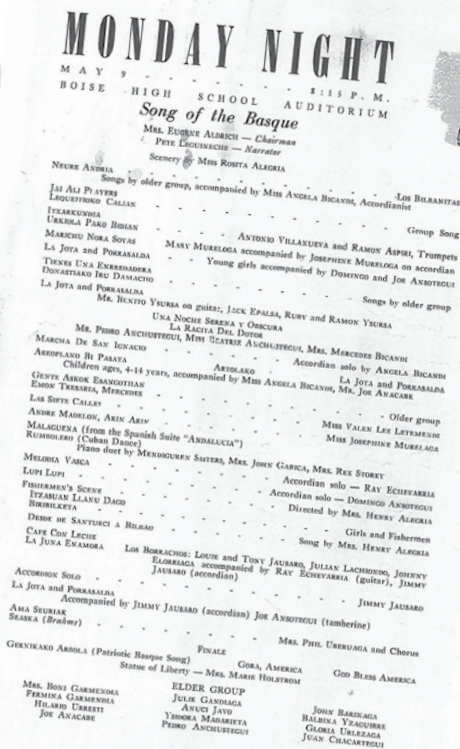 MONDAY NIGHT
MAY 9 - - - - - - - 8:15 P.M.
BOISE HIGH SCHOOL AUDITORIUM
Song of the Basque
MRS. EUGENE ALDRICH — Chairman
PETE LEGUINECHE — Narrator
Scenery by MISS ROSITA ALEGRIA
NEURE ANDRIA - - - - - - - LOS BILBANITAS
Songs by older group, accompanied by MISS ANGELA BICANDI, Accordianist
JAI ALI PLAYERS - - - - - - - Group Song
LEQUEITIOKO CALIAN
ITXARKUNDIA - - - ANTONIO VILLANUEVA and RAMON ASPIRI, Trumpets
URKIOLA PAKO BIDIAN - MARY MURELOGA accompanied by JOSEPHINE MURELOGA on accordian
MARICHU NORA SOYAS - - Young girls accompanied by DOMINGO and JOE ANSOTEGUI
LA JOTA and PORRASALDA
TIENES UNA ENRREDADERA - - - - - Songs by older group
DONASTIAKO IRU DAMACHO
LA JOTA and PORRASALDA
MR. BENITO YSURSA on guitar, JACK EPALSA, RUBY and RAMON YSURSA
UNA NOCHE SERENA Y OBSCURA
LA RACITA DEL DOTOR
MR. PEDRO ANCHUSTEGUI, MISS BEATRIZ ANCHUSTEGUI, MRS. MERCEDES BICANDI
MARCHA DE SAN IGNACIO - - - - Accordian solo by ANGELA BICANDI
AREOPLANO BI PASATA ARTOLAKO LA JOTA and PORRASALDA
Children ages, 4-14 years, accompanied by MISS ANGELA BICANDI, MR. JOE ANACABE
GENTE ASKOK ESANGOTHAN - - - - - - Older group
EMON TRESARIA, MERCEDES
LAS SIETE CALLES - - - - - - MISS VALEN LEE LETEMENDI
ANDRE MADELON, ARIN ARIN - - - - - MISS JOSEPHINE MURELAGA
MALAGUENA (from the Spanish Suite "ANDALUCIA")
RUMBOLERO (Cuban Dance)
Piano duet by MENDIGUREN SISTERS, MRS. JOHN GABICA, MRS. REX STOREY
MELODIA VASCA - - - - - Accordian solo — RAY ECHEVARRIA
LUPI LUPI - - - - - Accordian solo — DOMINGO ANSOTEGUI
FISHERMEN'S SCENE - - - - - Directed by MRS. HENRY ALEGRIA
ITZASUAN LLANU DAGO
BIRIBILKETA - - - - - - - Girls and Fishermen
DESDE DE SANTURCI A BILBAO - - - - Song by MRS. HENRY ALEGRIA
CAFE CON LECHE
LA JUNA ENAMORA LOS BORRACHOS: LOUIE and TONY JAUSARO, JULIAN LACHIONDO, JOHNNY
ELORRIAGA accompanied by RAY ECHEVARRIA (guitar), JIMMY
JAUSARO (accordian)
ACCORDION SOLO - - - - - - - JIMMY JAUSARO
LA JOTA and PORRASALDA
Accompanied by JIMMY JAUSARO (accordian) JOE ANSOTEGUI (tamberine)
AMA SEURIAK
SEASKA (Brahms) - - - - - MRS. PHIL UBERUAGA and Chorus
FINALE
GERNIKAKO ARBOLA (Patriotic Basque Song) GORA, AMERICA GOD BLESS AMERICA
Statue of Liberty — MRS. MARIE HOLSTROM
ELDER GROUP
MRS. BONI GARMENDIA JULIE GANDIAGA JOHN BARINAGA
FERMINA GARMENDIA ANUCI JAYO BALBINA YZAGUIRRE
HILARIO URRESTI YSIDORA MADARIETA GLORIA URLEZAGA
JOE ANACABE PEDRO ANCHUSTEGUI JUAN CHACARTEGUI